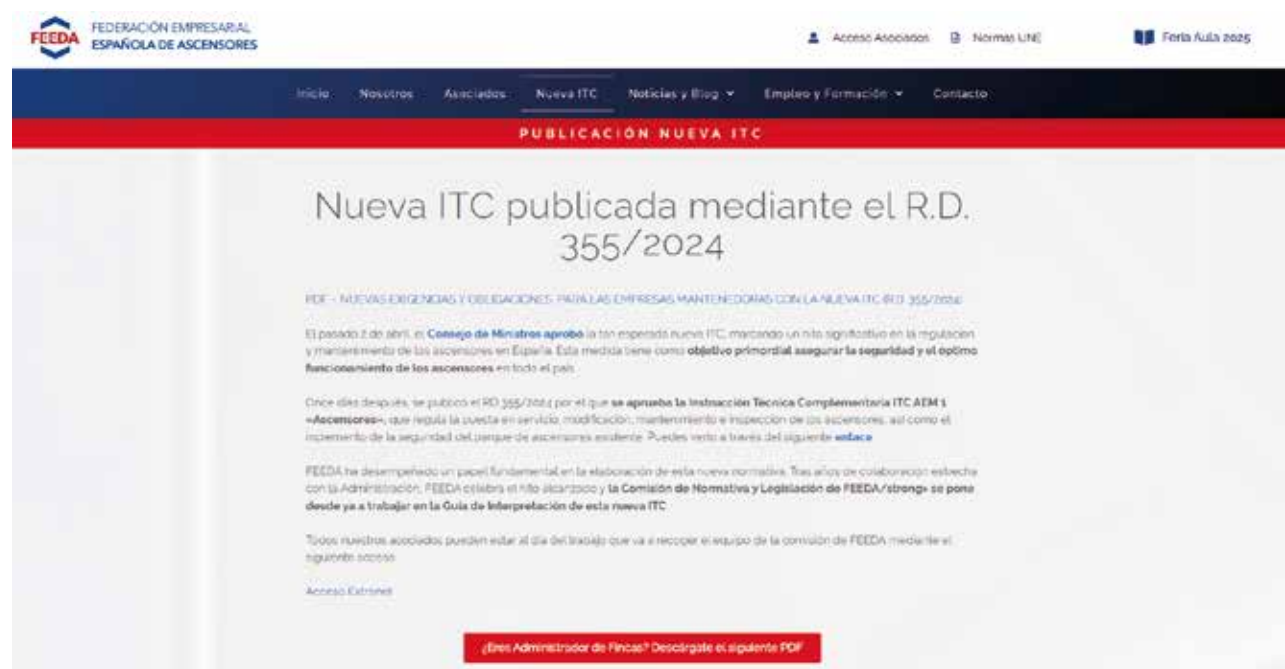 FEEDA
FEDERACIÓN EMPRESARIAL
ESPAÑOLA DE ASCENSORES
Acceso Asociados
Normas UNE
Feria Aula 2025
Inicio
Nosotros
Asociados
Nueva ITC
Noticias y Blog
Empleo y Formación
Contacto
PUBLICACIÓN NUEVA ITC
Nueva ITC publicada mediante el R.D.
355/2024
PDF – NUEVAS EXIGENCIAS Y OBLIGACIONES PARA LAS EMPRESAS MANTENEDORAS CON LA NUEVA ITC (R.D. 355/2024)
El pasado 2 de abril, el Consejo de Ministros aprobó la tan esperada nueva ITC, marcando un hito significativo en la regulación
y mantenimiento de los ascensores en España. Esta medida tiene como objetivo primordial asegurar la seguridad y el óptimo
funcionamiento de los ascensores en todo el país.
Once días después, se publicó el RD 355/2024 por el que se aprueba la Instrucción Técnica Complementaria ITC AEM 1
«Ascensores», que regula la puesta en servicio, modificación, mantenimiento e inspección de los ascensores, así como el
incremento de la seguridad del parque de ascensores existente. Puedes verlo a través del siguiente enlace
FEEDA ha desempeñado un papel fundamental en la elaboración de esta nueva normativa. Tras años de colaboración estrecha
con la Administración, FEEDA celebra el hito alcanzado y la Comisión de Normativa y Legislación de FEEDA/strong> se pone
desde ya a trabajar en la Guía de Interpretación de esta nueva ITC
Todos nuestros asociados pueden estar al día del trabajo que va a recoger el equipo de la comisión de FEEDA mediante el
siguiente acceso
Acceso Extranet
¿Eres Administrador de Fincas? Descárgate el siguiente PDF